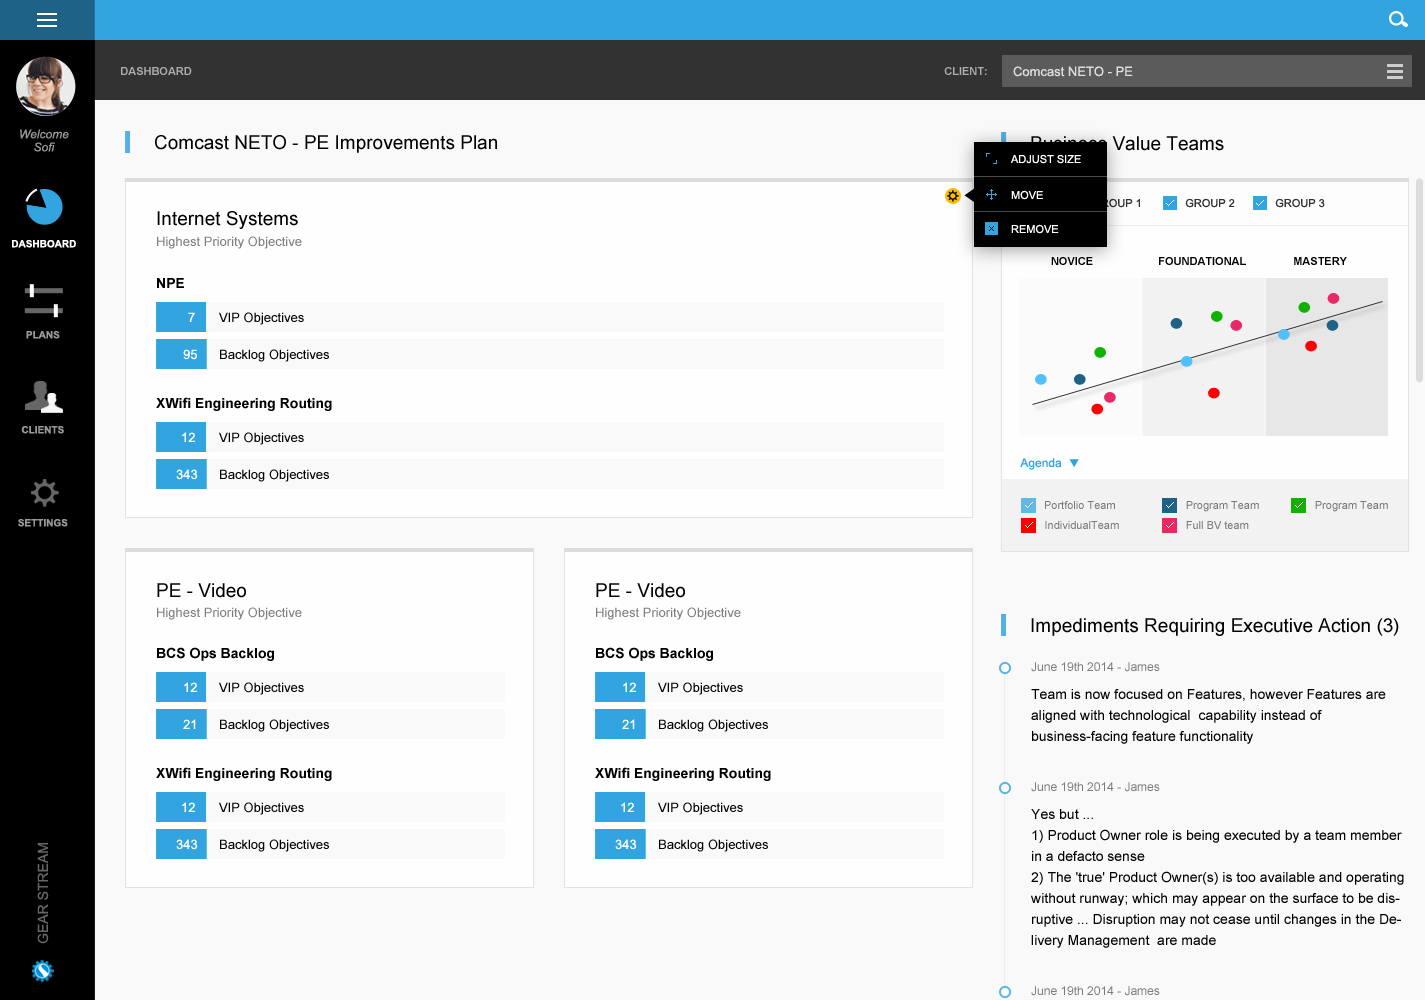 DASHBOARD
CLIENT:
Comcast NETO - PE
Welcome
Sofi
DASHBOARD
PLANS
CLIENTS
SETTINGS
GEAR STREAM
Comcast NETO - PE Improvements Plan
Internet Systems
Highest Priority Objective
NPE
7 VIP Objectives
95 Backlog Objectives
XWifi Engineering Routing
12 VIP Objectives
343 Backlog Objectives
ADJUST SIZE
MOVE
REMOVE
PE - Video
Highest Priority Objective
BCS Ops Backlog
12 VIP Objectives
21 Backlog Objectives
XWifi Engineering Routing
12 VIP Objectives
343 Backlog Objectives
PE - Video
Highest Priority Objective
BCS Ops Backlog
12 VIP Objectives
21 Backlog Objectives
XWifi Engineering Routing
12 VIP Objectives
343 Backlog Objectives
Business Value Teams
OUP 1 GROUP 2 GROUP 3
NOVICE FOUNDATIONAL MASTERY
Agenda
Portfolio Team Program Team Program Team
IndividualTeam Full BV team
Impediments Requiring Executive Action (3)
June 19th 2014 - James
Team is now focused on Features, however Features are
aligned with technological  capability instead of
business-facing feature functionality
June 19th 2014 - James
Yes but ...
1) Product Owner role is being executed by a team member
in a defacto sense
2) The 'true' Product Owner(s) is too available and operating
without runway; which may appear on the surface to be dis-
ruptive ... Disruption may not cease until changes in the De-
livery Management  are made
June 19th 2014 - James